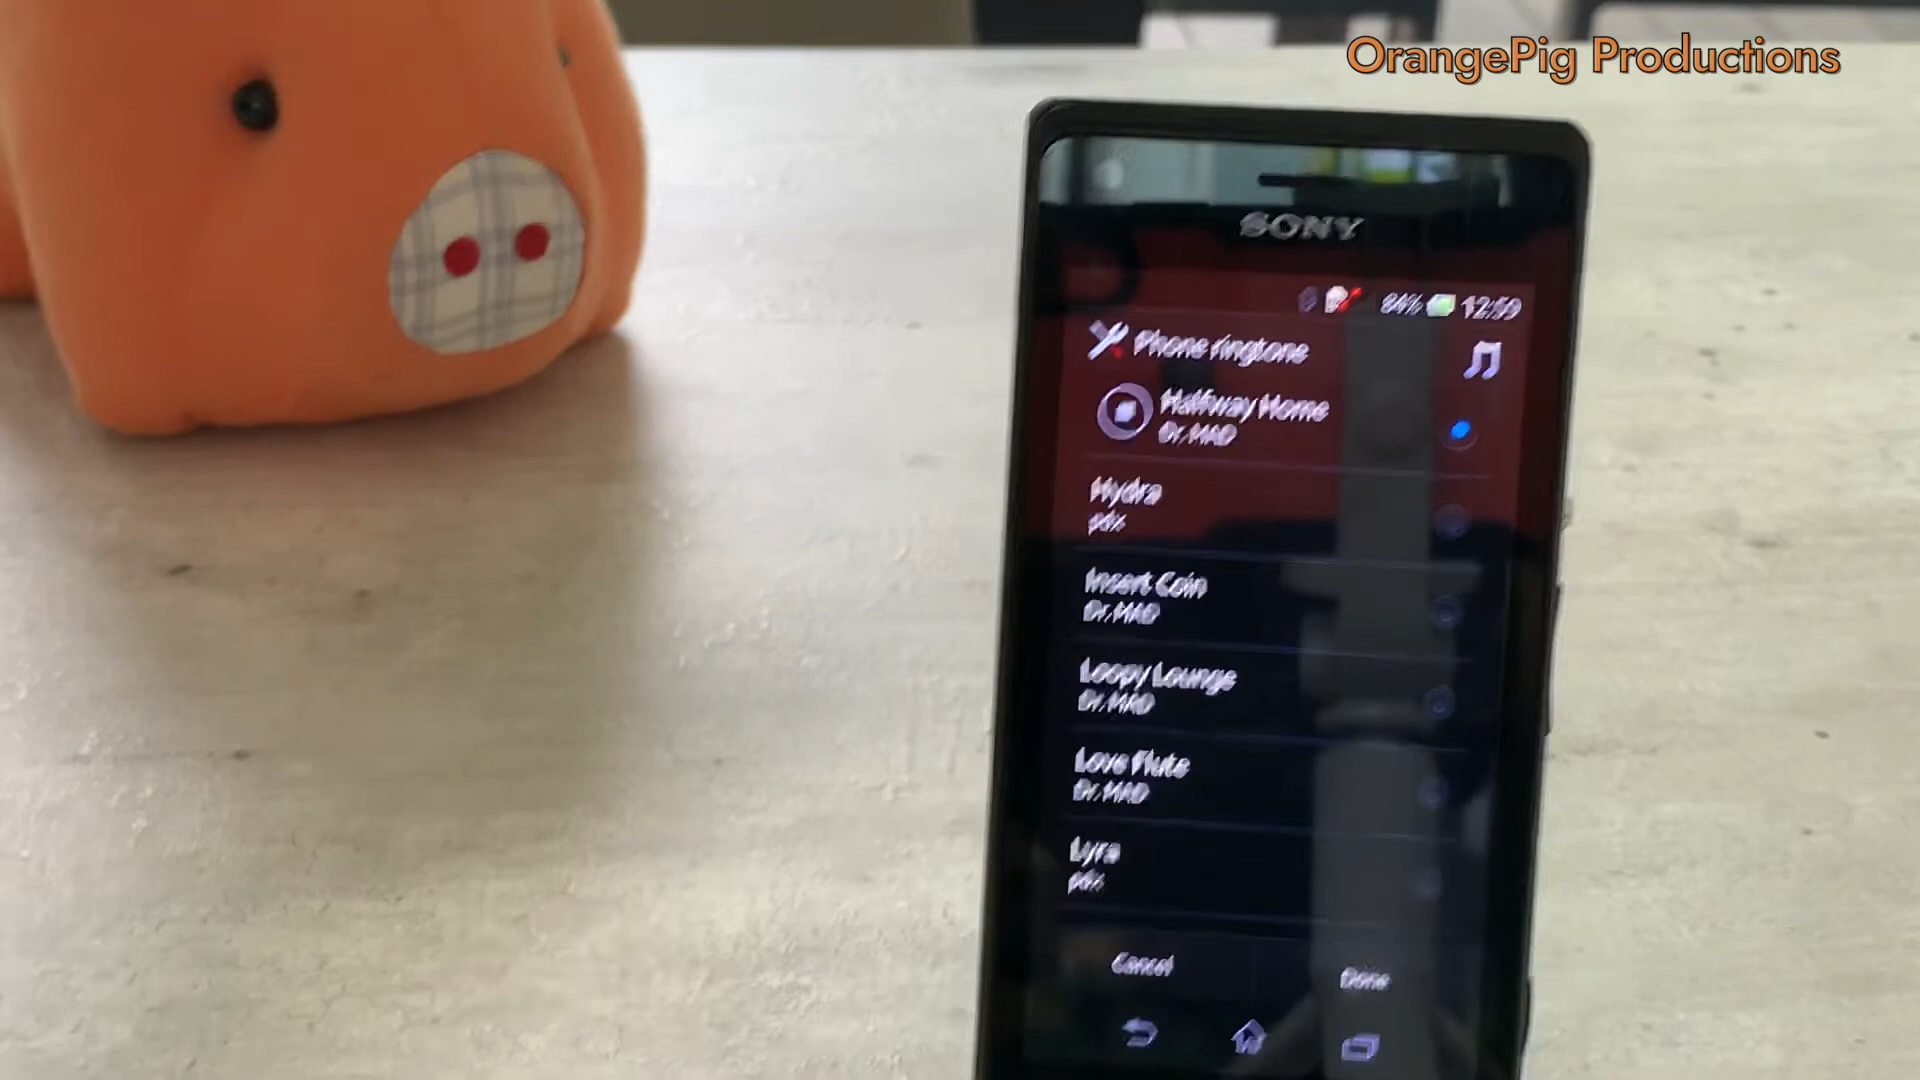 OrangePig Productions
SONY
84% 12:59
Phone ringtone
Halfway Home
Dr. MAD
Hydra
pdx
Insert Coin
Dr. MAD
Loopy Lounge
Dr. MAD
Love Flute
Dr. MAD
Lyra
pdx
Cancel
Done